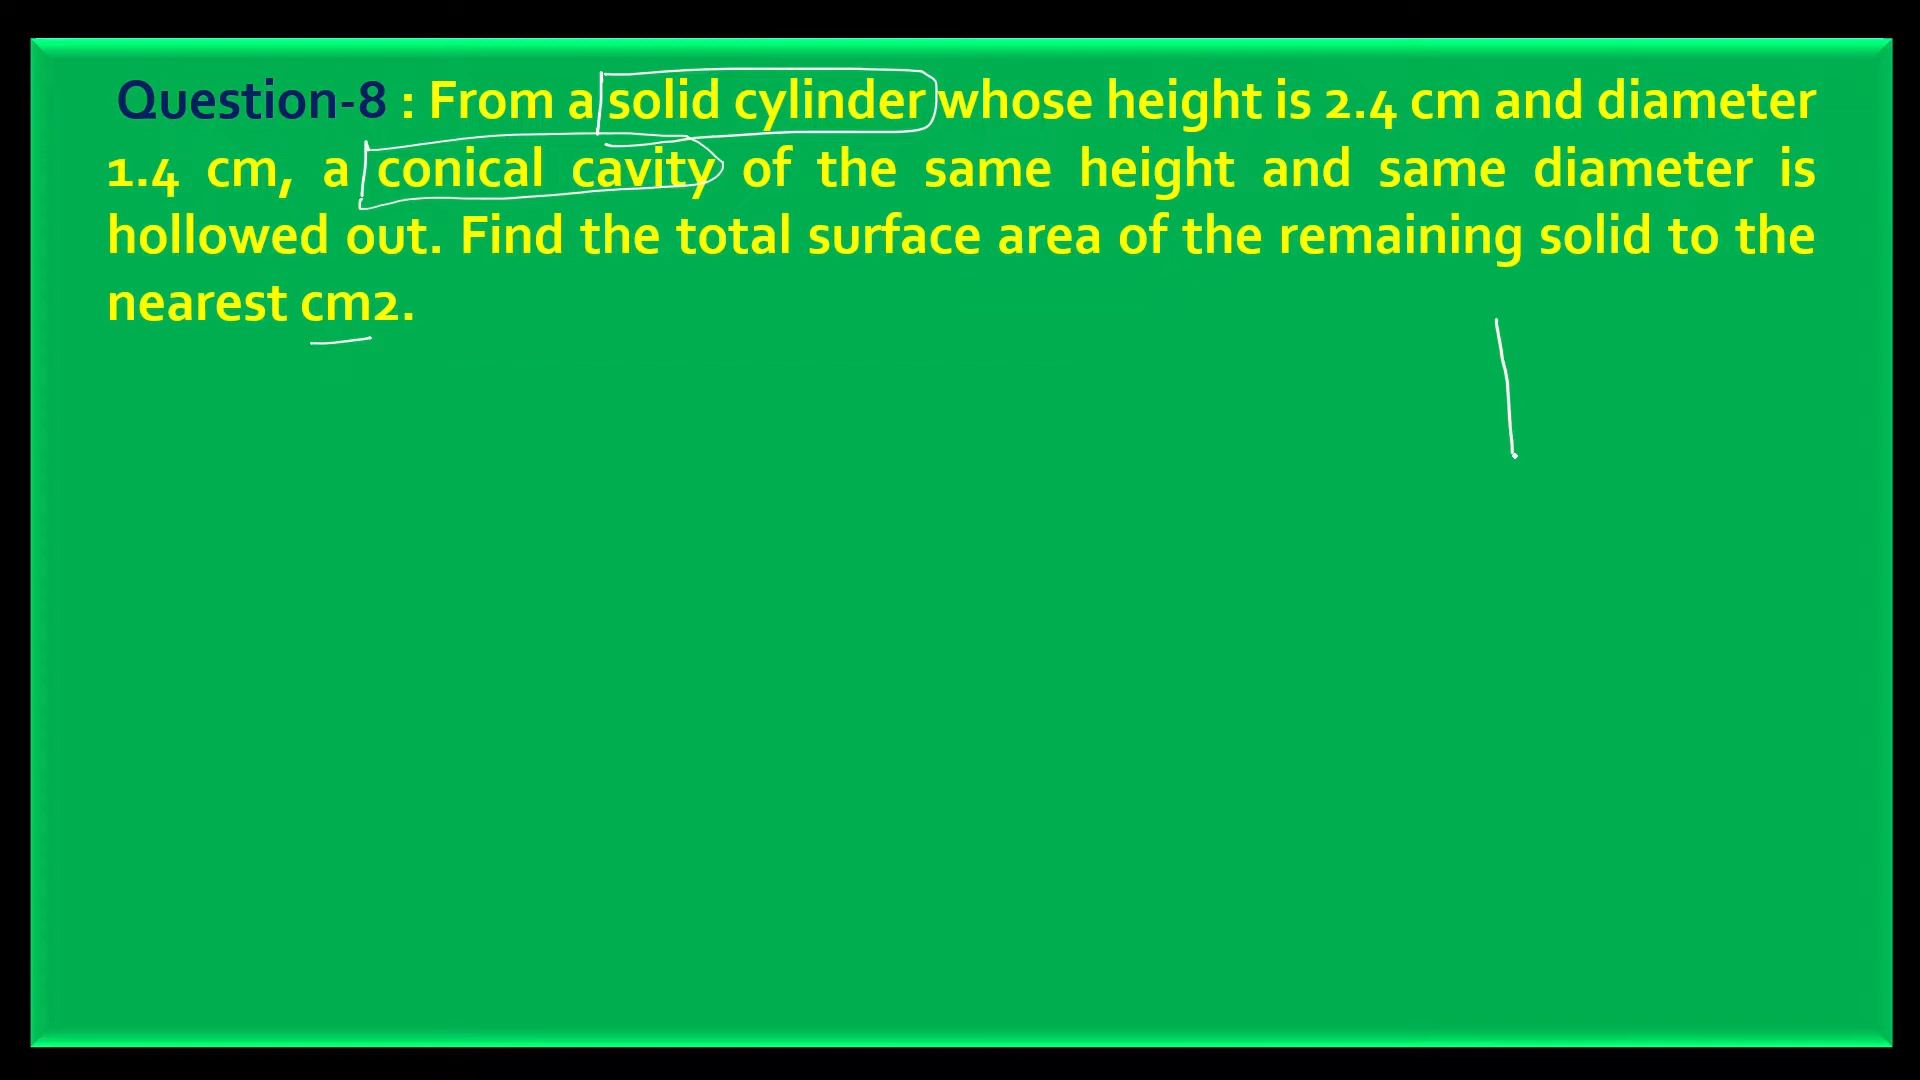 Question-8 : From a solid cylinder whose height is 2.4 cm and diameter
1.4 cm, a conical cavity of the same height and same diameter is
hollowed out. Find the total surface area of the remaining solid to the
nearest cm2.